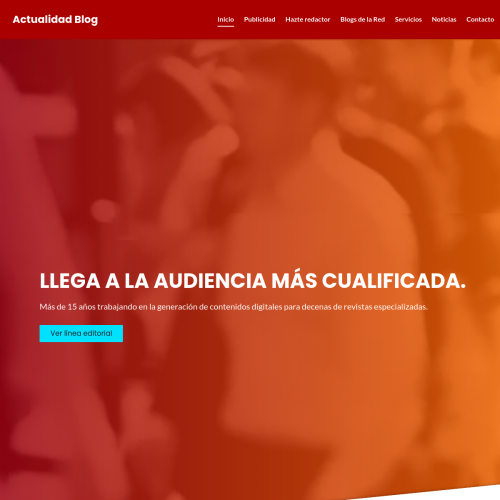 Actualidad Blog
Inicio
Publicidad
Hazte redactor
Blogs de la Red
Servicios
Noticias
Contacto
LLEGA A LA AUDIENCIA MÁS CUALIFICADA.
Más de 15 años trabajando en la generación de contenidos digitales para decenas de revistas especializadas.
Ver línea editorial